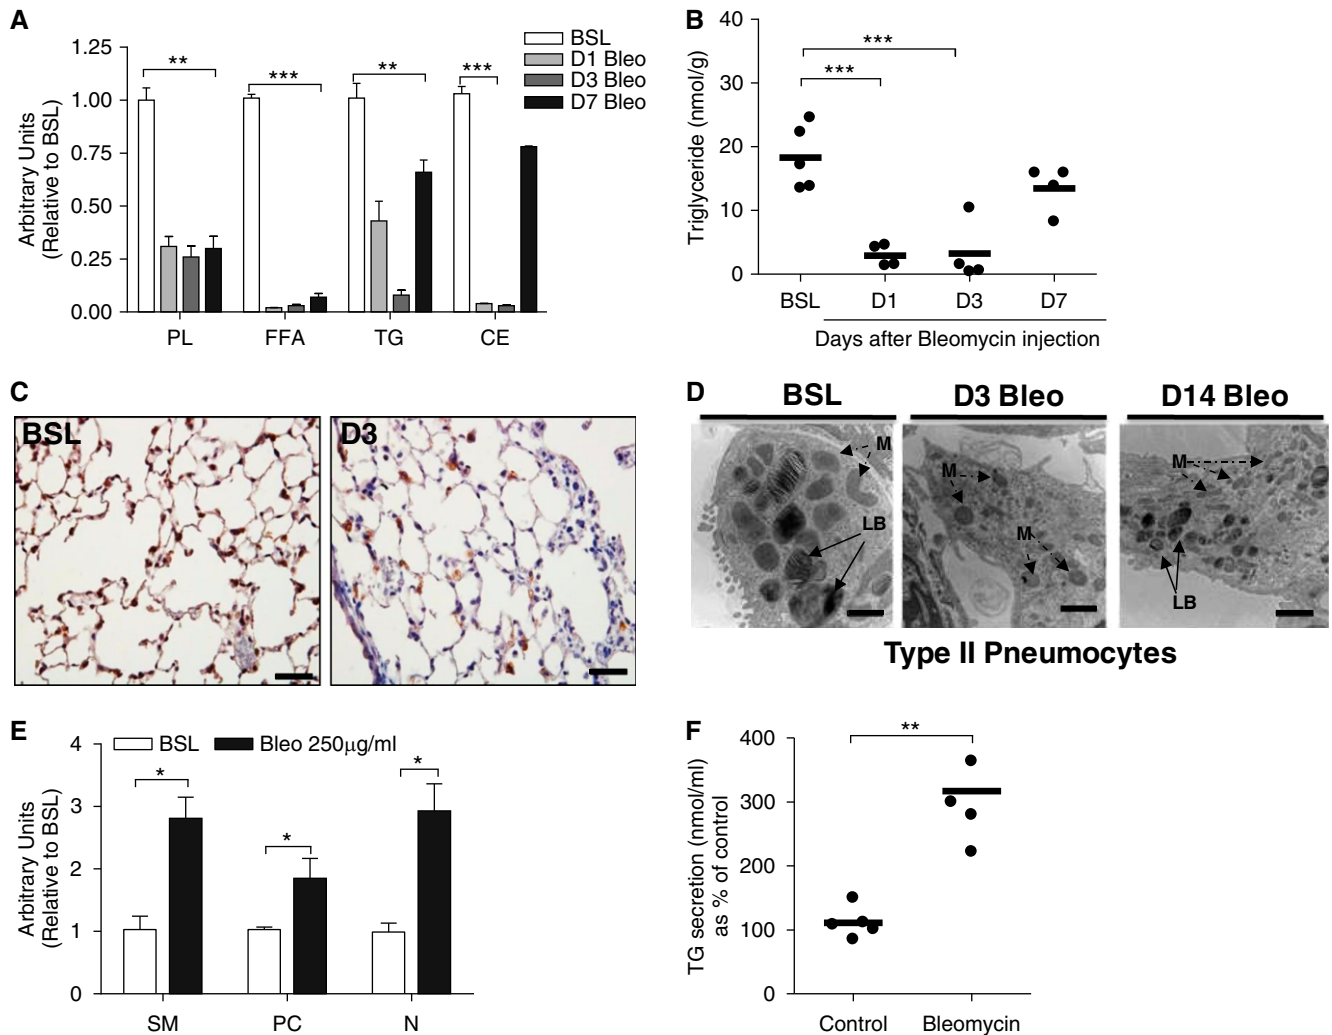 A
1.25
1.00
0.75
0.50
0.25
0.00
Arbitrary Units
(Relative to BSL)
**
***
**
***
BSL
D1 Bleo
D3 Bleo
D7 Bleo
PL FFA TG CE
B
40
30
20
10
0
Triglyceride (nmol/g)
***
***
BSL D1 D3 D7
Days after Bleomycin injection
C
BSL
D3
D
BSL D3 Bleo D14 Bleo
M
LB
M
M
M
LB
Type II Pneumocytes
E
4
3
2
1
0
Arbitrary Units
(Relative to BSL)
BSL Bleo 250μg/ml
*
*
*
SM PC N
F
400
300
200
100
0
TG secretion (nmol/ml)
as % of control
**
Control Bleomycin